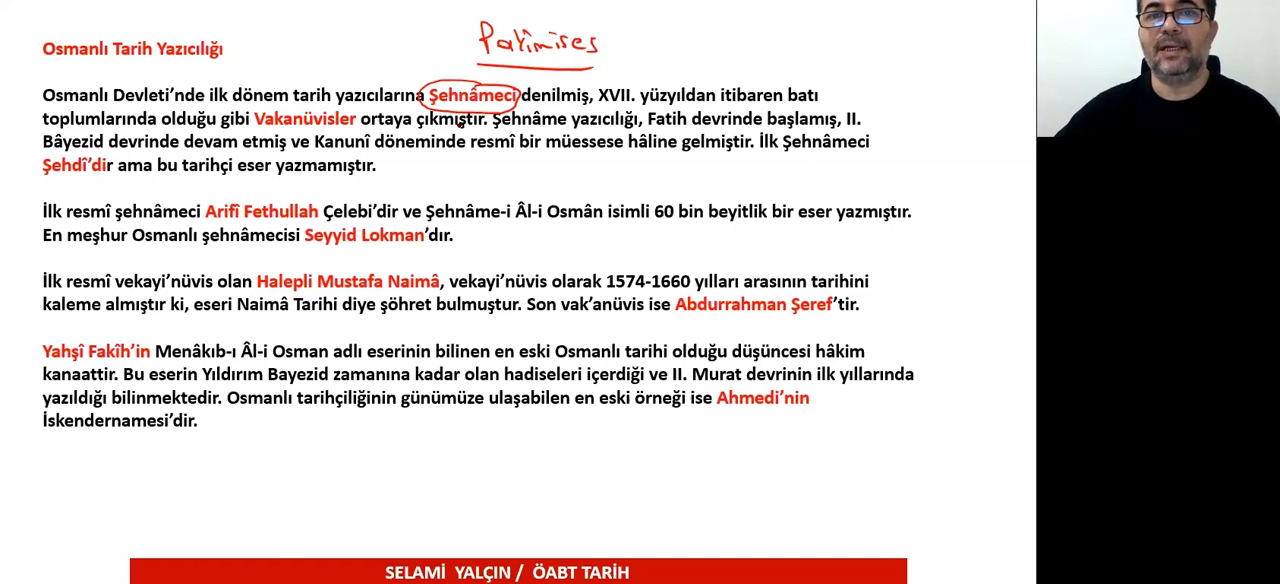 Osmanlı Tarih Yazıcılığı
Osmanlı Devleti’nde ilk dönem tarih yazıcılarına Şehnâmeci denilmiş, XVII. yüzyıldan itibaren batı
toplumlarında olduğu gibi Vakanüvisler ortaya çıkmıştır. Şehnâme yazıcılığı, Fatih devrinde başlamış, II.
Bâyezid devrinde devam etmiş ve Kanunî döneminde resmî bir müessese hâline gelmiştir. İlk Şehnâmeci
Şehdî’dir ama bu tarihçi eser yazmamıştır.
İlk resmî şehnâmeci Arifî Fethullah Çelebi’dir ve Şehnâme-i Âl-i Osmân isimli 60 bin beyitlik bir eser yazmıştır.
En meşhur Osmanlı şehnâmecisi Seyyid Lokman’dır.
İlk resmî vekayi’nüvis olan Halepli Mustafa Naimâ, vekayi’nüvis olarak 1574-1660 yılları arasının tarihini
kaleme almıştır ki, eseri Naimâ Tarihi diye şöhret bulmuştur. Son vak’anüvis ise Abdurrahman Şeref’tir.
Yahşî Fakîh’in Menâkıb-ı Âl-i Osman adlı eserinin bilinen en eski Osmanlı tarihi olduğu düşüncesi hâkim
kanaattir. Bu eserin Yıldırım Bayezid zamanına kadar olan hadiseleri içerdiği ve II. Murat devrinin ilk yıllarında
yazıldığı bilinmektedir. Osmanlı tarihçiliğinin günümüze ulaşabilen en eski örneği ise Ahmedi’nin
İskendernamesi’dir.
SELAMİ YALÇIN / ÖABT TARİH